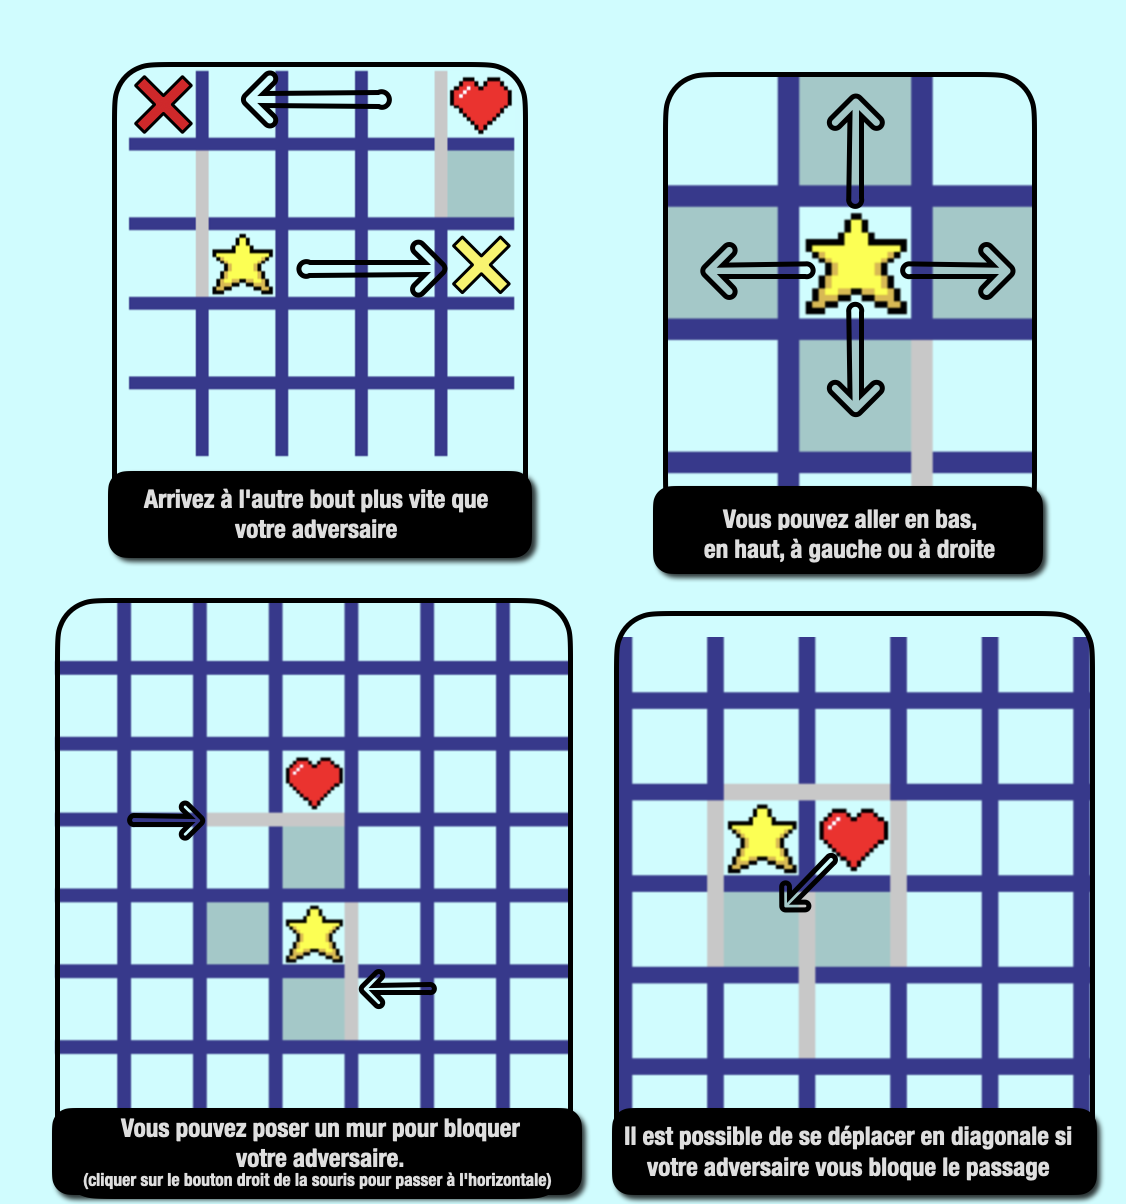 Arrivez à l'autre bout plus vite que
votre adversaire
Vous pouvez aller en bas,
en haut, à gauche ou à droite
Vous pouvez poser un mur pour bloquer
votre adversaire.
(cliquer sur le bouton droit de la souris pour passer à l'horizontale)
Il est possible de se déplacer en diagonale si
votre adversaire vous bloque le passage